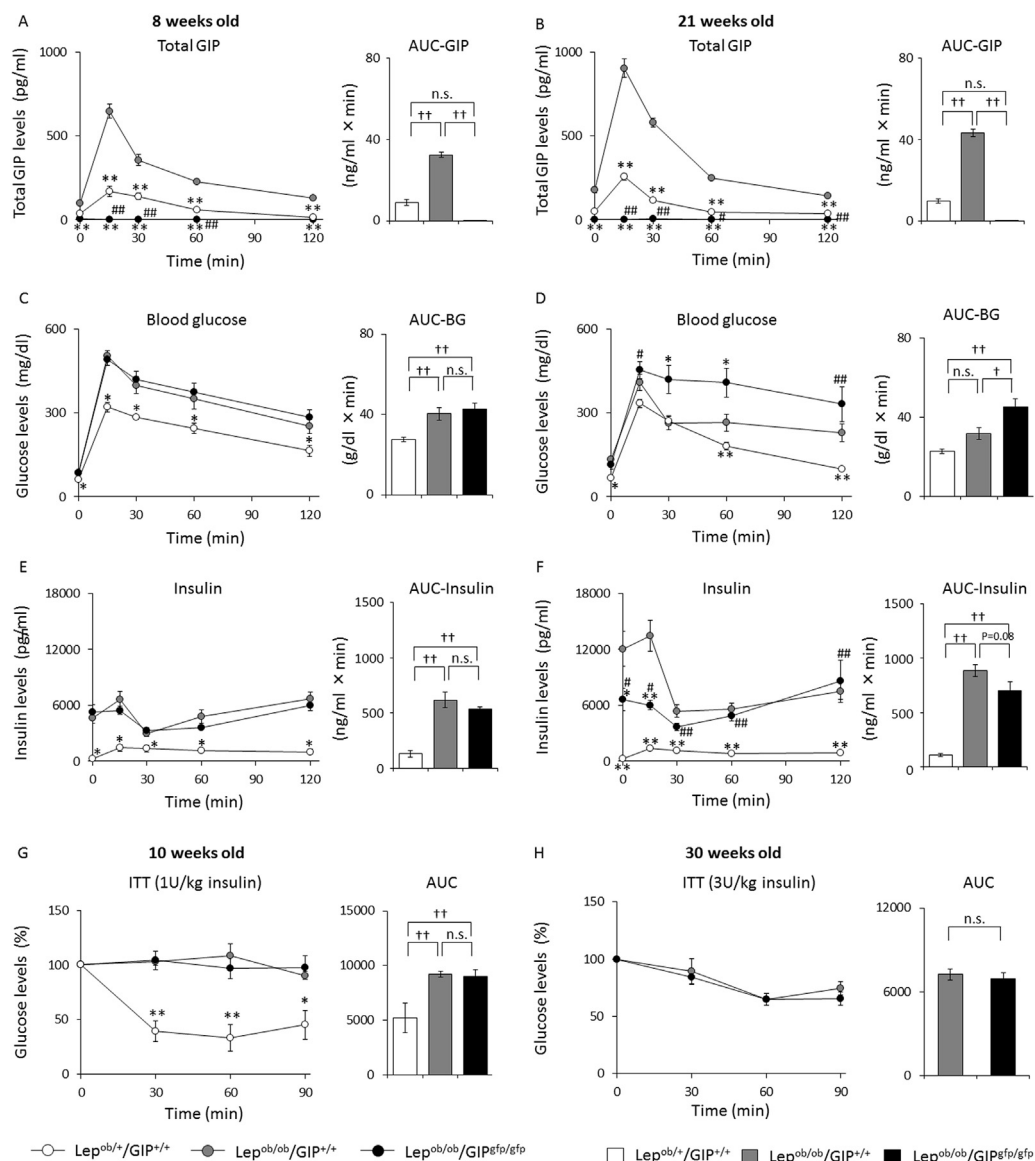 A
8 weeks old
Total GIP
Total GIP levels (pg/ml)
1000
500
0
** ** ** **
## ## ##
** ** ** ** **
0 30 60 90 120
Time (min)
AUC-GIP
(ng/ml × min)
80
40
0
n.s.
†† ††
B
21 weeks old
Total GIP
Total GIP levels (pg/ml)
1000
500
0
** ** ** **
## ## # ##
** ** ** ** **
0 30 60 90 120
Time (min)
AUC-GIP
(ng/ml × min)
80
40
0
n.s.
†† ††
C
Blood glucose
Glucose levels (mg/dl)
600
300
0
* * * * *
0 30 60 90 120
Time (min)
AUC-BG
(g/dl × min)
80
40
0
††
†† n.s.
D
Blood glucose
Glucose levels (mg/dl)
600
300
0
# * * ##
* ** **
0 30 60 90 120
Time (min)
AUC-BG
(g/dl × min)
80
40
0
††
n.s. †
E
Insulin
Insulin levels (pg/ml)
18000
12000
6000
0
* * * * *
0 30 60 90 120
Time (min)
AUC-Insulin
(ng/ml × min)
1500
1000
500
0
††
†† n.s.
F
Insulin
Insulin levels (pg/ml)
18000
12000
6000
0
# # ##
* **
## ##
** ** ** ** **
0 30 60 90 120
Time (min)
AUC-Insulin
(ng/ml × min)
1500
1000
500
0
††
†† P=0.08
G
10 weeks old
ITT (1U/kg insulin)
Glucose levels (%)
150
100
50
0
** ** *
0 30 60 90
Time (min)
AUC
15000
10000
5000
0
††
†† n.s.
H
30 weeks old
ITT (3U/kg insulin)
Glucose levels (%)
150
100
50
0
0 30 60 90
Time (min)
AUC
12000
6000
0
n.s.
Lep^ob/+/GIP^+/+ Lep^ob/ob/GIP^+/+ Lep^ob/ob/GIP^gfp/gfp
Lep^ob/+/GIP^+/+ Lep^ob/ob/GIP^+/+ Lep^ob/ob/GIP^gfp/gfp